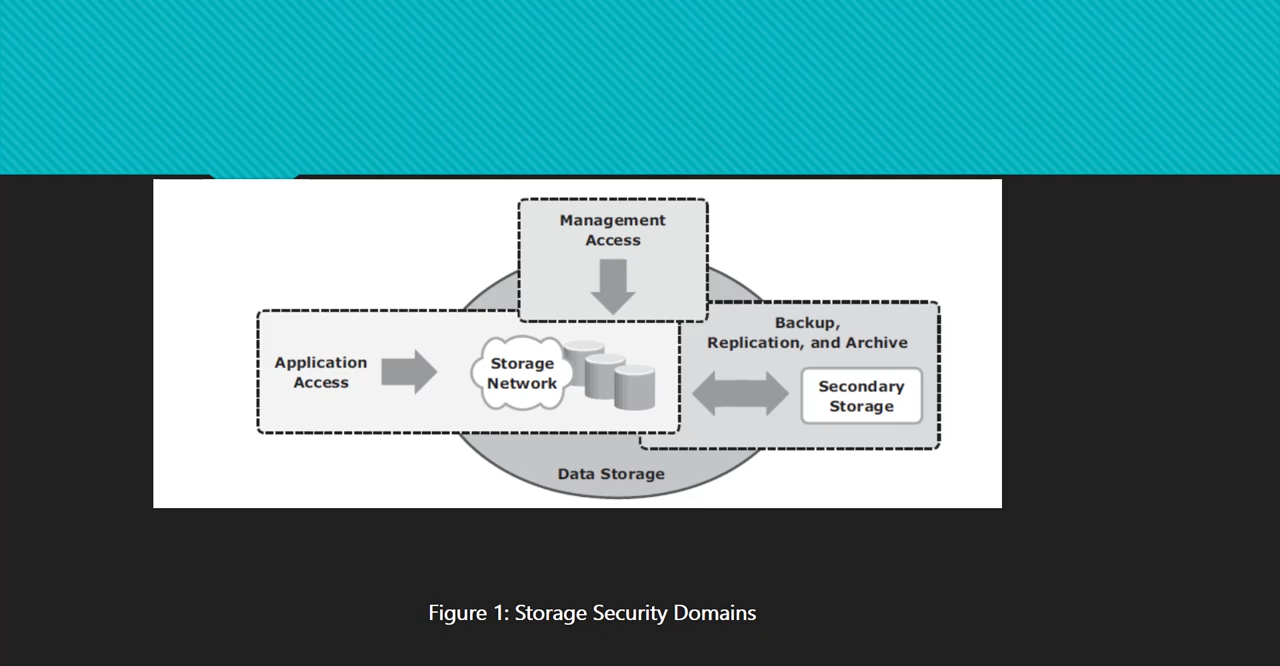 Management
Access
Application
Access
Storage
Network
Backup,
Replication, and Archive
Secondary
Storage
Data Storage
Figure 1: Storage Security Domains